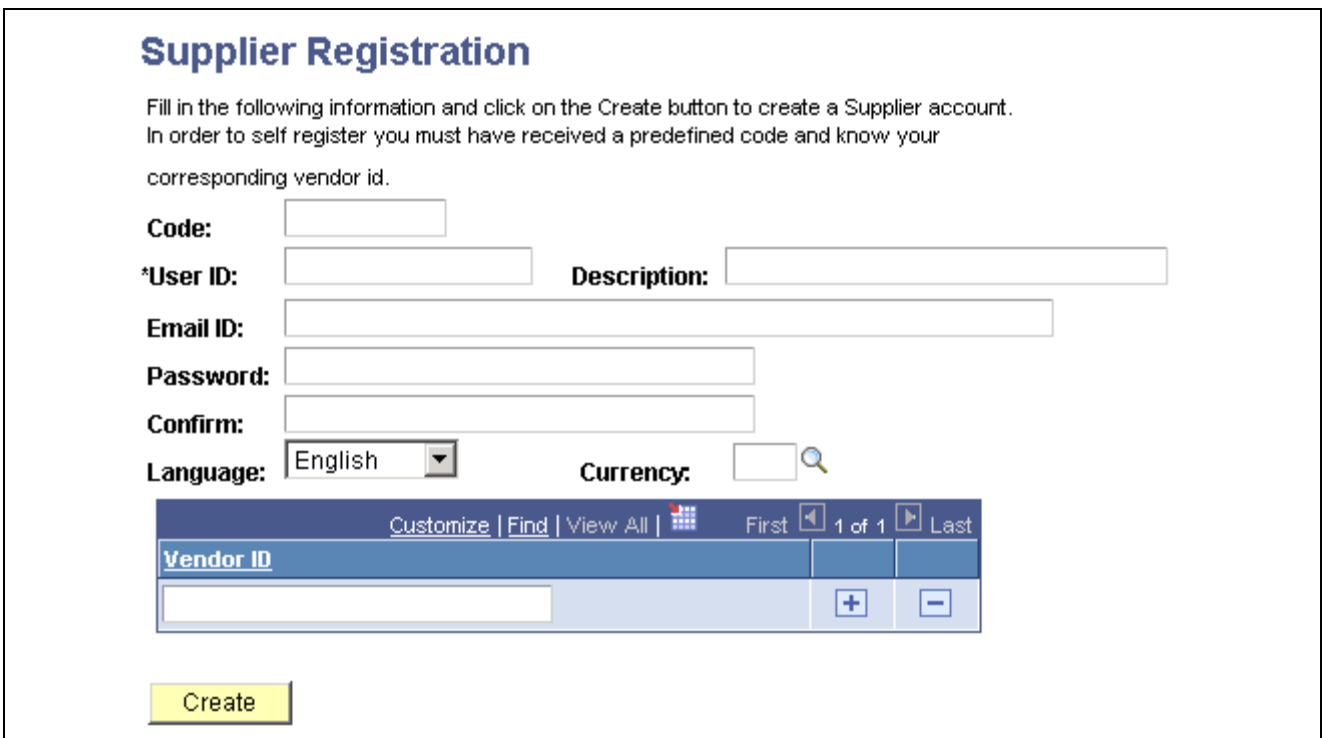 Supplier Registration
Fill in the following information and click on the Create button to create a Supplier account.
In order to self register you must have received a predefined code and know your
corresponding vendor id.
Code:
*User ID: Description:
Email ID:
Password:
Confirm:
Language: English Currency:
Customize | Find | View All | First 1 of 1 Last
Vendor ID
Create